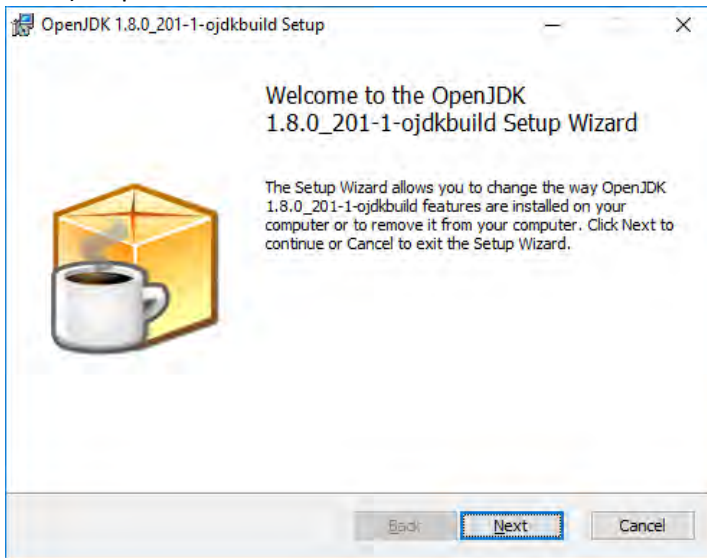 OpenJDK 1.8.0_201-1-ojdkbuild Setup
Welcome to the OpenJDK
1.8.0_201-1-ojdkbuild Setup Wizard
The Setup Wizard allows you to change the way OpenJDK
1.8.0_201-1-ojdkbuild features are installed on your
computer or to remove it from your computer. Click Next to
continue or Cancel to exit the Setup Wizard.
Back Next Cancel